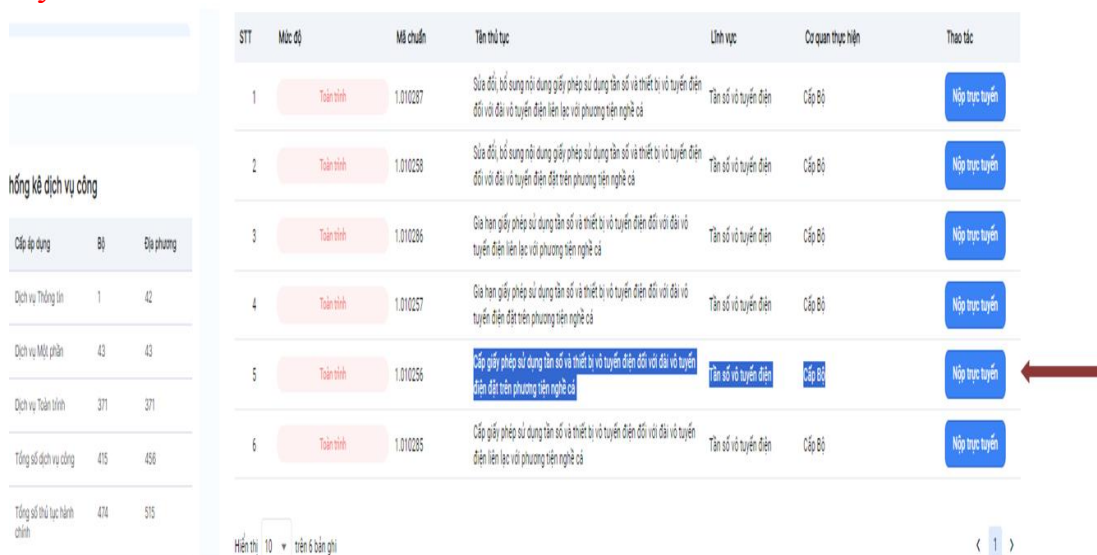 hống kê dịch vụ công
Cấp áp dụng Bộ Địa phương
Dịch vụ Thông tin 1 42
Dịch vụ Một phần 43 43
Dịch vụ Toàn trình 371 371
Tổng số dịch vụ công 415 456
Tổng số thủ tục hành
chính 474 515
STT Mức độ Mã chuẩn Tên thủ tục Lĩnh vực Cơ quan thực hiện Thao tác
1 Toàn trình 1.010287 Sửa đổi, bổ sung nội dung giấy phép sử dụng tần số và thiết bị vô tuyến điện
đối với đài vô tuyến điện liên lạc với phương tiện nghề cá Tần số vô tuyến điện Cấp Bộ Nộp trực tuyến
2 Toàn trình 1.010258 Sửa đổi, bổ sung nội dung giấy phép sử dụng tần số và thiết bị vô tuyến điện
đối với đài vô tuyến điện đặt trên phương tiện nghề cá Tần số vô tuyến điện Cấp Bộ Nộp trực tuyến
3 Toàn trình 1.010286 Gia hạn giấy phép sử dụng tần số và thiết bị vô tuyến điện đối với đài vô
tuyến điện liên lạc với phương tiện nghề cá Tần số vô tuyến điện Cấp Bộ Nộp trực tuyến
4 Toàn trình 1.010257 Gia hạn giấy phép sử dụng tần số và thiết bị vô tuyến điện đối với đài vô
tuyến điện đặt trên phương tiện nghề cá Tần số vô tuyến điện Cấp Bộ Nộp trực tuyến
5 Toàn trình 1.010256 Cấp giấy phép sử dụng tần số và thiết bị vô tuyến điện đối với đài vô tuyến
điện đặt trên phương tiện nghề cá Tần số vô tuyến điện Cấp Bộ Nộp trực tuyến
6 Toàn trình 1.010285 Cấp giấy phép sử dụng tần số và thiết bị vô tuyến điện đối với đài vô tuyến
điện liên lạc với phương tiện nghề cá Tần số vô tuyến điện Cấp Bộ Nộp trực tuyến
Hiển thị 10 trên 6 bản ghi
< 1 >